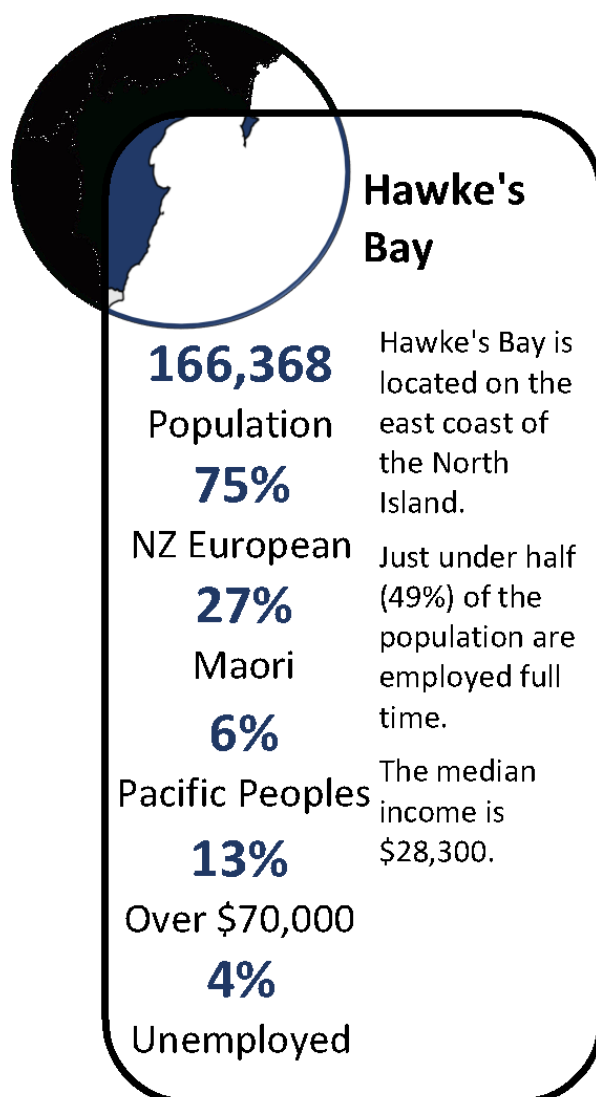 Hawke's
Bay
166,368
Population
75%
NZ European
27%
Maori
6%
Pacific Peoples
13%
Over $70,000
4%
Unemployed
Hawke's Bay is
located on the
east coast of
the North
Island.
Just under half
(49%) of the
population are
employed full
time.
The median
income is
$28,300.